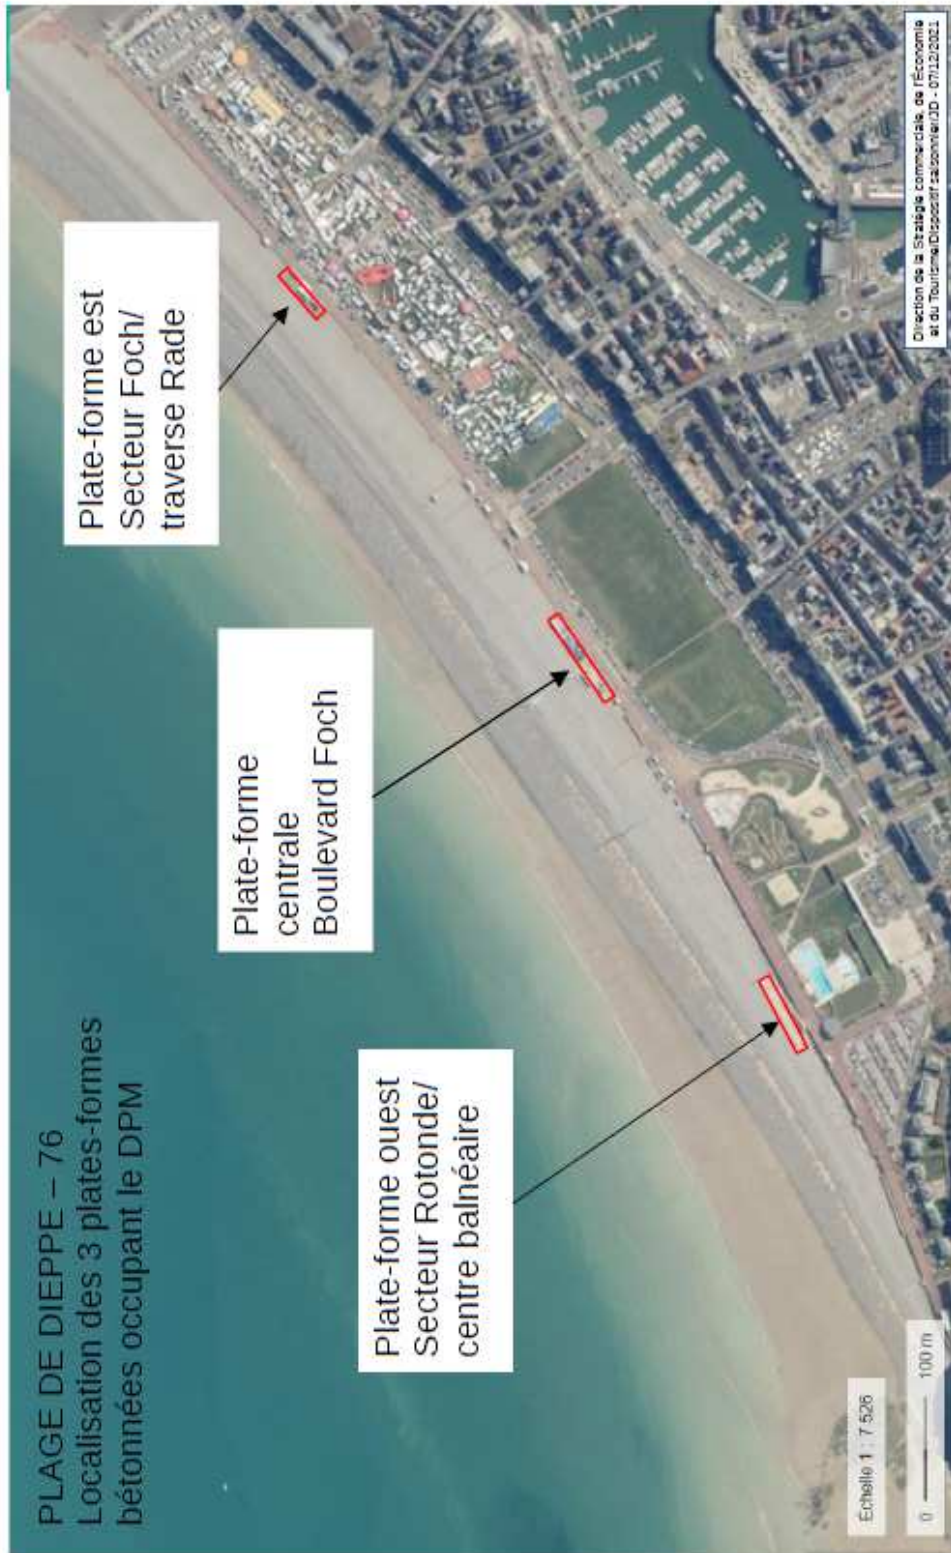 PLAGE DE DIEPPE – 76
Localisation des 3 plates-formes
bétonnées occupant le DPM
Plate-forme ouest
Secteur Rotonde/
centre balnéaire
Plate-forme
centrale
Boulevard Foch
Plate-forme est
Secteur Foch/
traverse Rade
Echelle 1 : 7 526
0 100 m
Direction de la Stratégie commerciale, de l'Économie
et du Tourisme/Dispositif saisonnier/JD - 07/12/2021